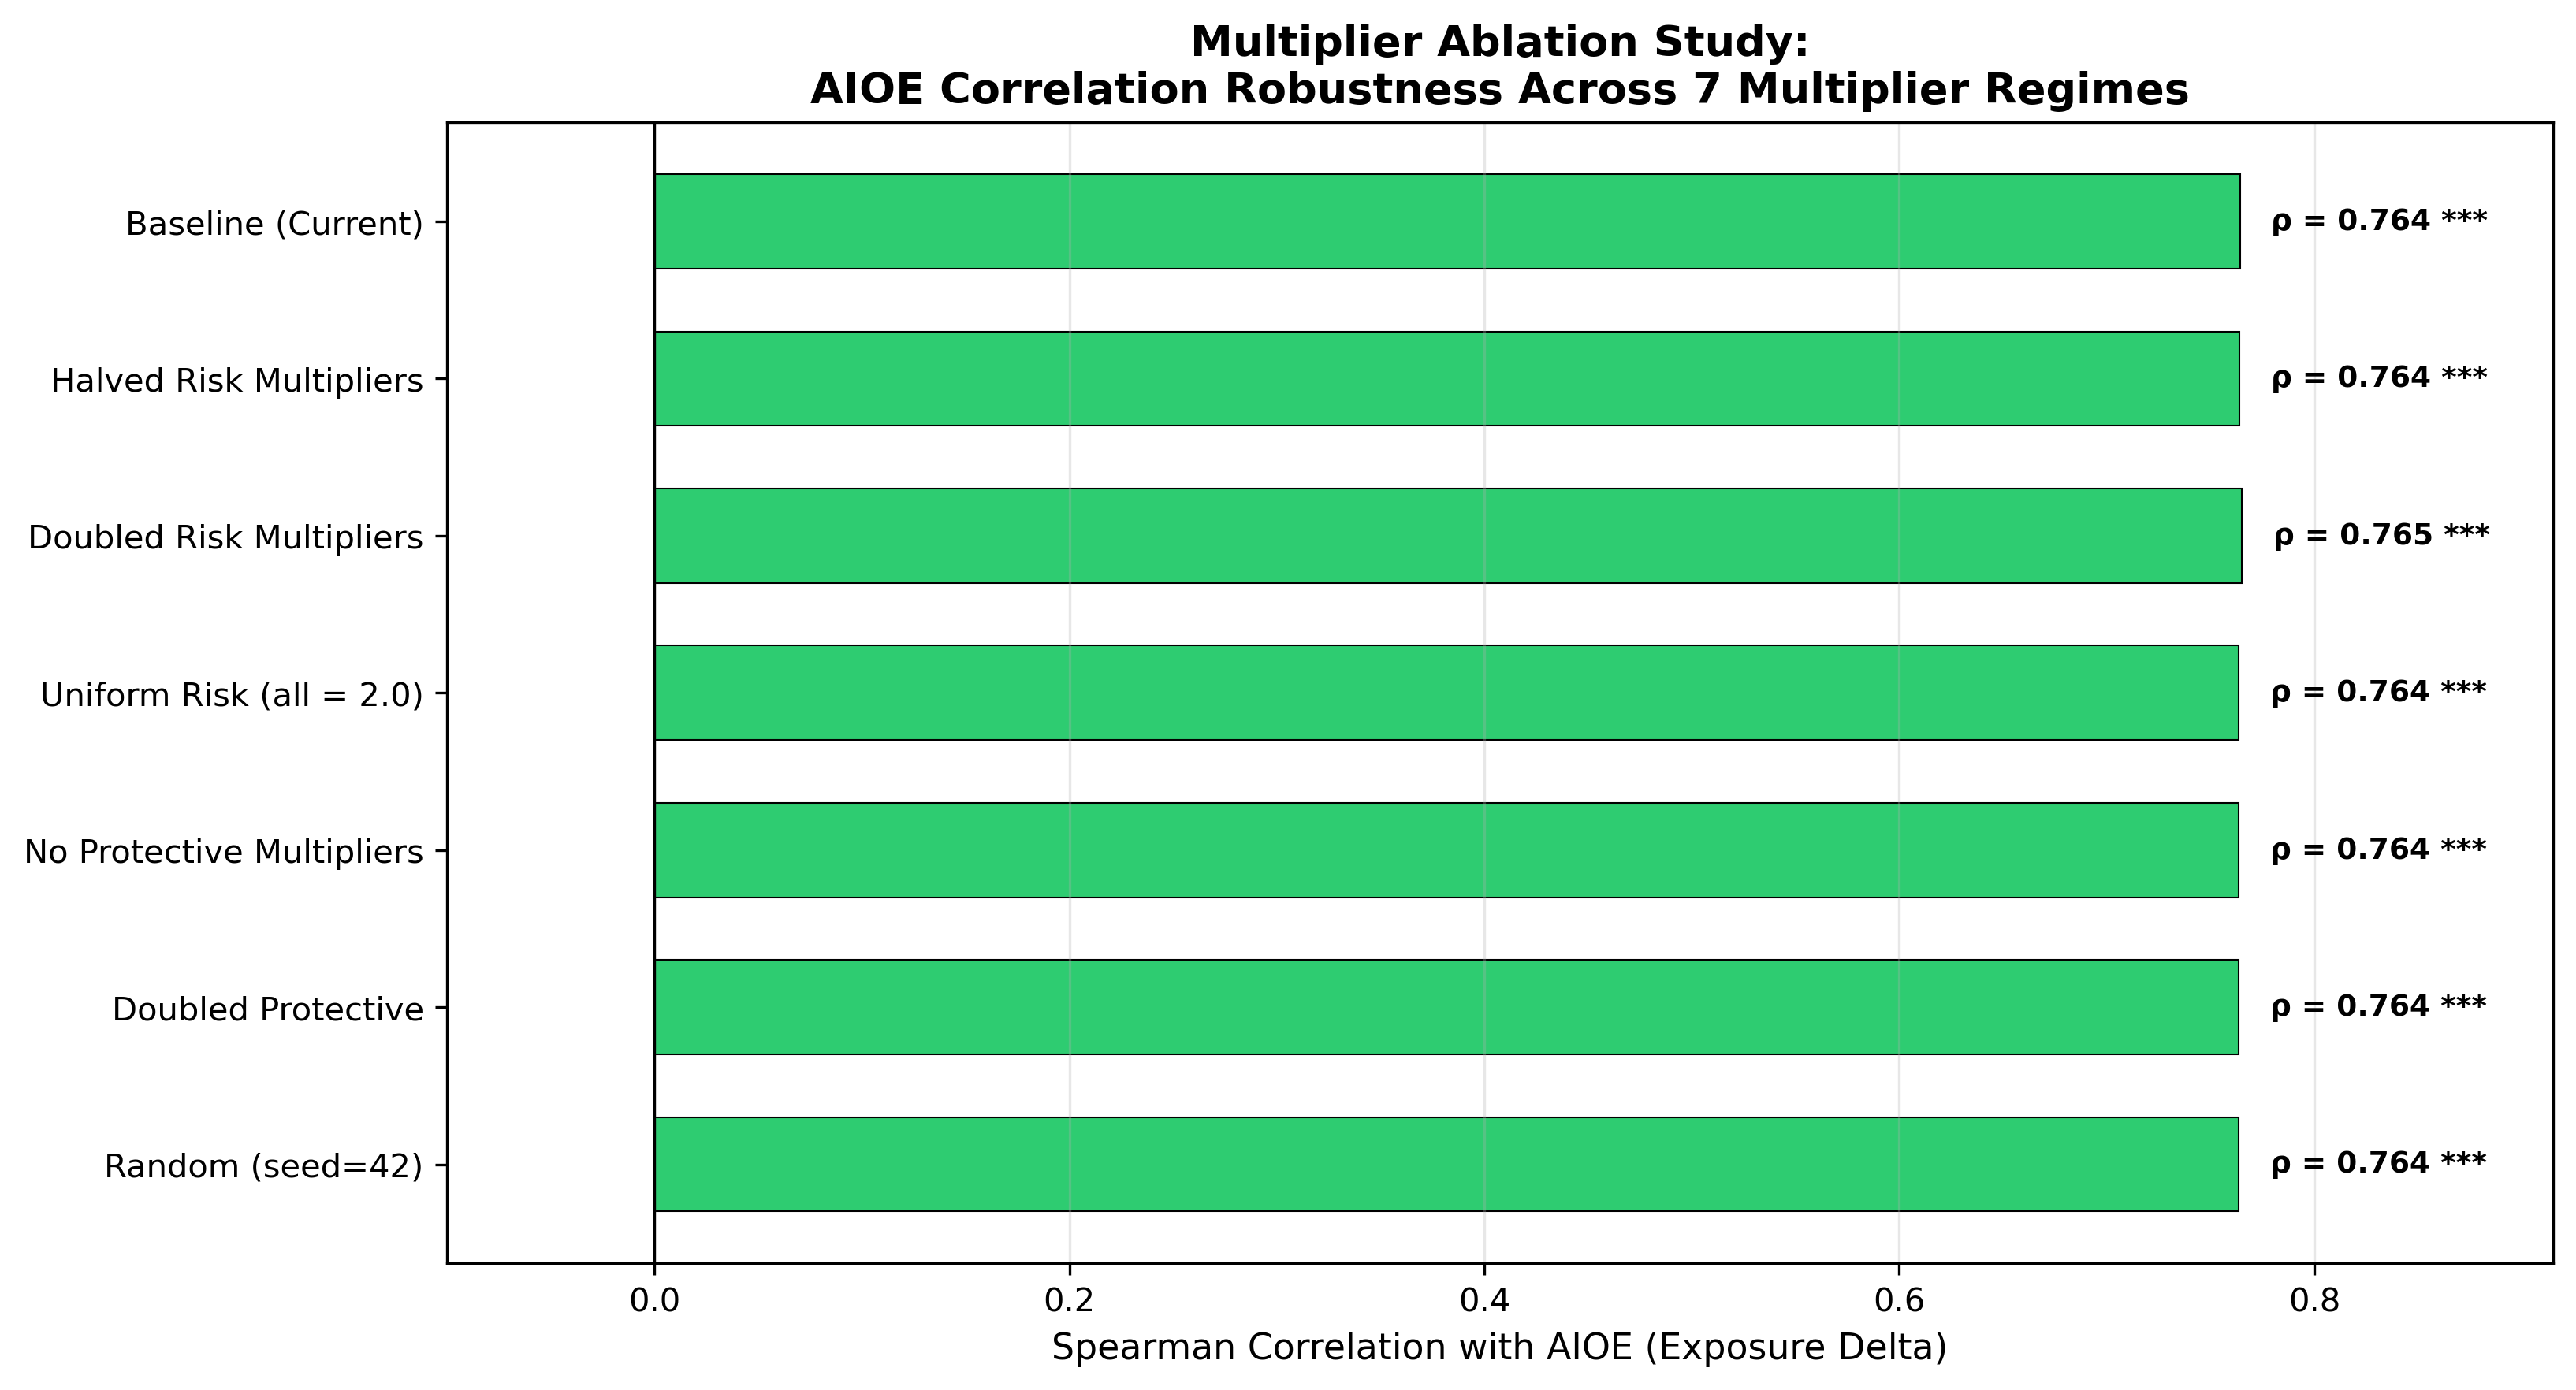 Multiplier Ablation Study:
AIOE Correlation Robustness Across 7 Multiplier Regimes
Baseline (Current)
ρ = 0.764 ***
Halved Risk Multipliers
ρ = 0.764 ***
Doubled Risk Multipliers
ρ = 0.765 ***
Uniform Risk (all = 2.0)
ρ = 0.764 ***
No Protective Multipliers
ρ = 0.764 ***
Doubled Protective
ρ = 0.764 ***
Random (seed=42)
ρ = 0.764 ***
0.0 0.2 0.4 0.6 0.8
Spearman Correlation with AIOE (Exposure Delta)